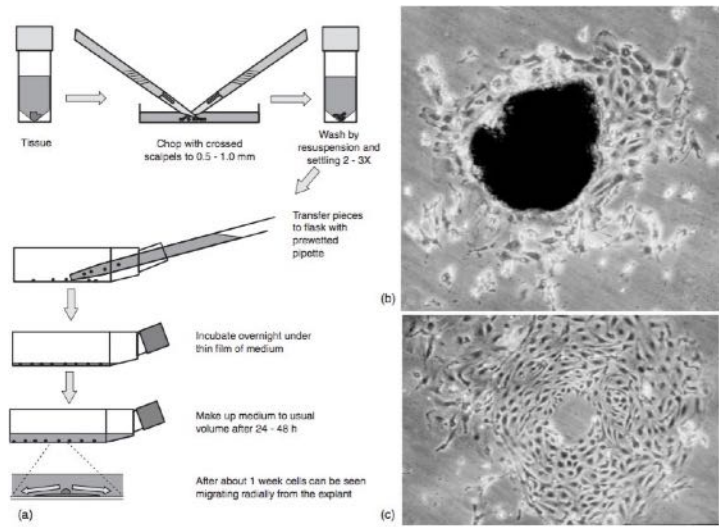 Tissue
Chop with crossed
scalpels to 0.5 - 1.0 mm
Wash by
resuspension and
settling 2 - 3X
Transfer pieces
to flask with
prewetted
pipette
Incubate overnight under
thin film of medium
Make up medium to usual
volume after 24 - 48 h
After about 1 week cells can be seen
migrating radially from the explant
(a)
(b)
(c)